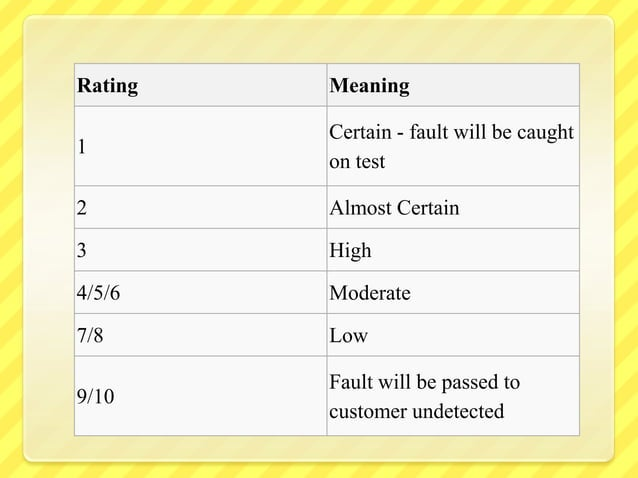 Rating Meaning
1 Certain - fault will be caught
on test
2 Almost Certain
3 High
4/5/6 Moderate
7/8 Low
9/10 Fault will be passed to
customer undetected